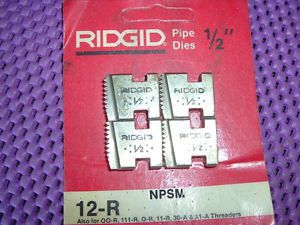 RIDGID Pipe Dies 1/2"
RIDGID RIDGID
1/2 1/2
RIDGID RIDGID
1/2 1/2
NPSM
12-R
Also for OO-R, 111-R, O-R, 11-R, 30-A & 31-A Threaders